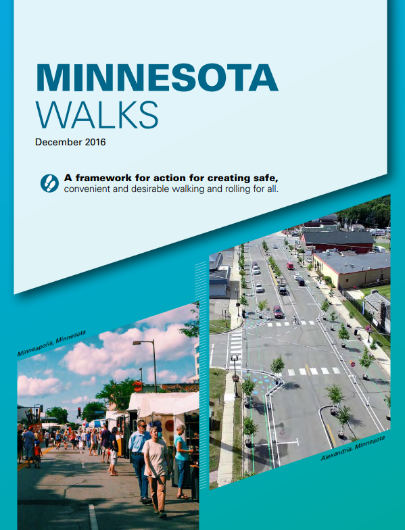 MINNESOTA
WALKS
December 2016
A framework for action for creating safe,
convenient and desirable walking and rolling for all.
Minneapolis, Minnesota
Alexandria, Minnesota